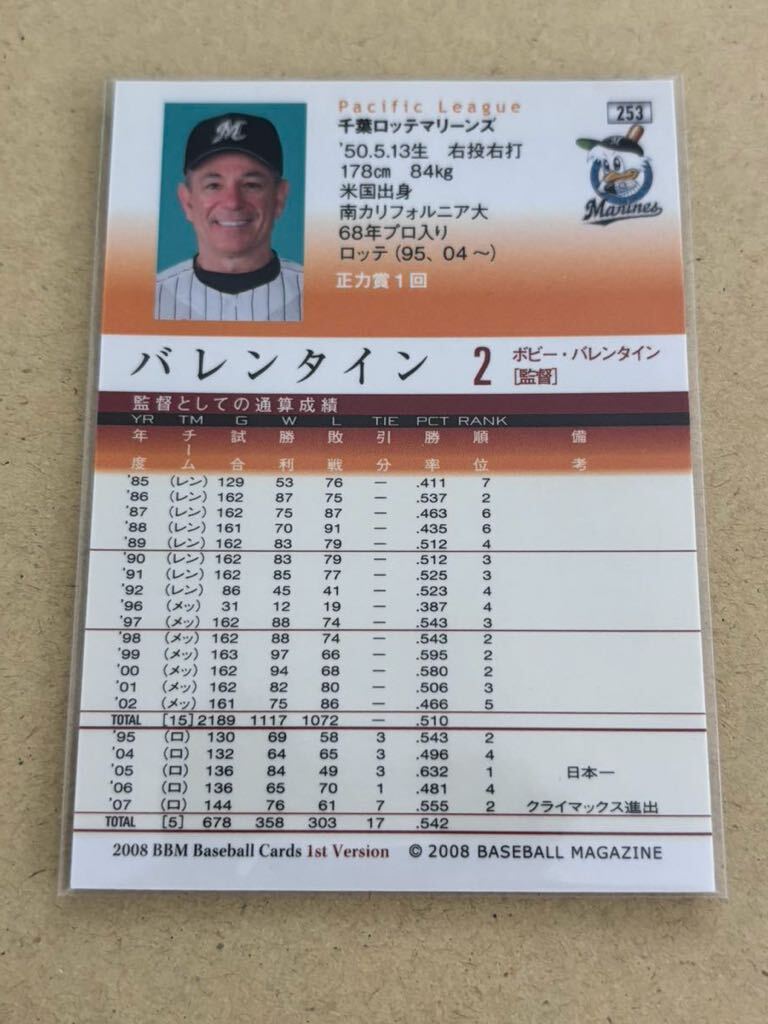 Pacific League
253
千葉ロッテマリーンズ
'50.5.13生 右投右打
178cm 84kg
米国出身
南カリフォルニア大
68年プロ入り
ロッテ (95、04〜)
正力賞1回
M
Marines
バレンタイン 2 ボビー・バレンタイン
[監督]
監督としての通算成績
YR TM G W L TIE PCT RANK
年度 チーム 試合 勝利 敗戦 引分 勝率 順位 備考
'85 (レン) 129 53 76 — .411 7
'86 (レン) 162 87 75 — .537 2
'87 (レン) 162 75 87 — .463 6
'88 (レン) 161 70 91 — .435 6
'89 (レン) 162 83 79 — .512 4
'90 (レン) 162 83 79 — .512 3
'91 (レン) 162 85 77 — .525 3
'92 (レン) 86 45 41 — .523 4
'96 (メッ) 31 12 19 — .387 4
'97 (メッ) 162 88 74 — .543 3
'98 (メッ) 162 88 74 — .543 2
'99 (メッ) 163 97 66 — .595 2
'00 (メッ) 162 94 68 — .580 2
'01 (メッ) 162 82 80 — .506 3
'02 (メッ) 161 75 86 — .466 5
TOTAL [15] 2189 1117 1072 — .510
'95 (ロ) 130 69 58 3 .543 2
'04 (ロ) 132 64 65 3 .496 4
'05 (ロ) 136 84 49 3 .632 1 日本一
'06 (ロ) 136 65 70 1 .481 4
'07 (ロ) 144 76 61 7 .555 2 クライマックス進出
TOTAL [5] 678 358 303 17 .542
2008 BBM Baseball Cards 1st Version © 2008 BASEBALL MAGAZINE